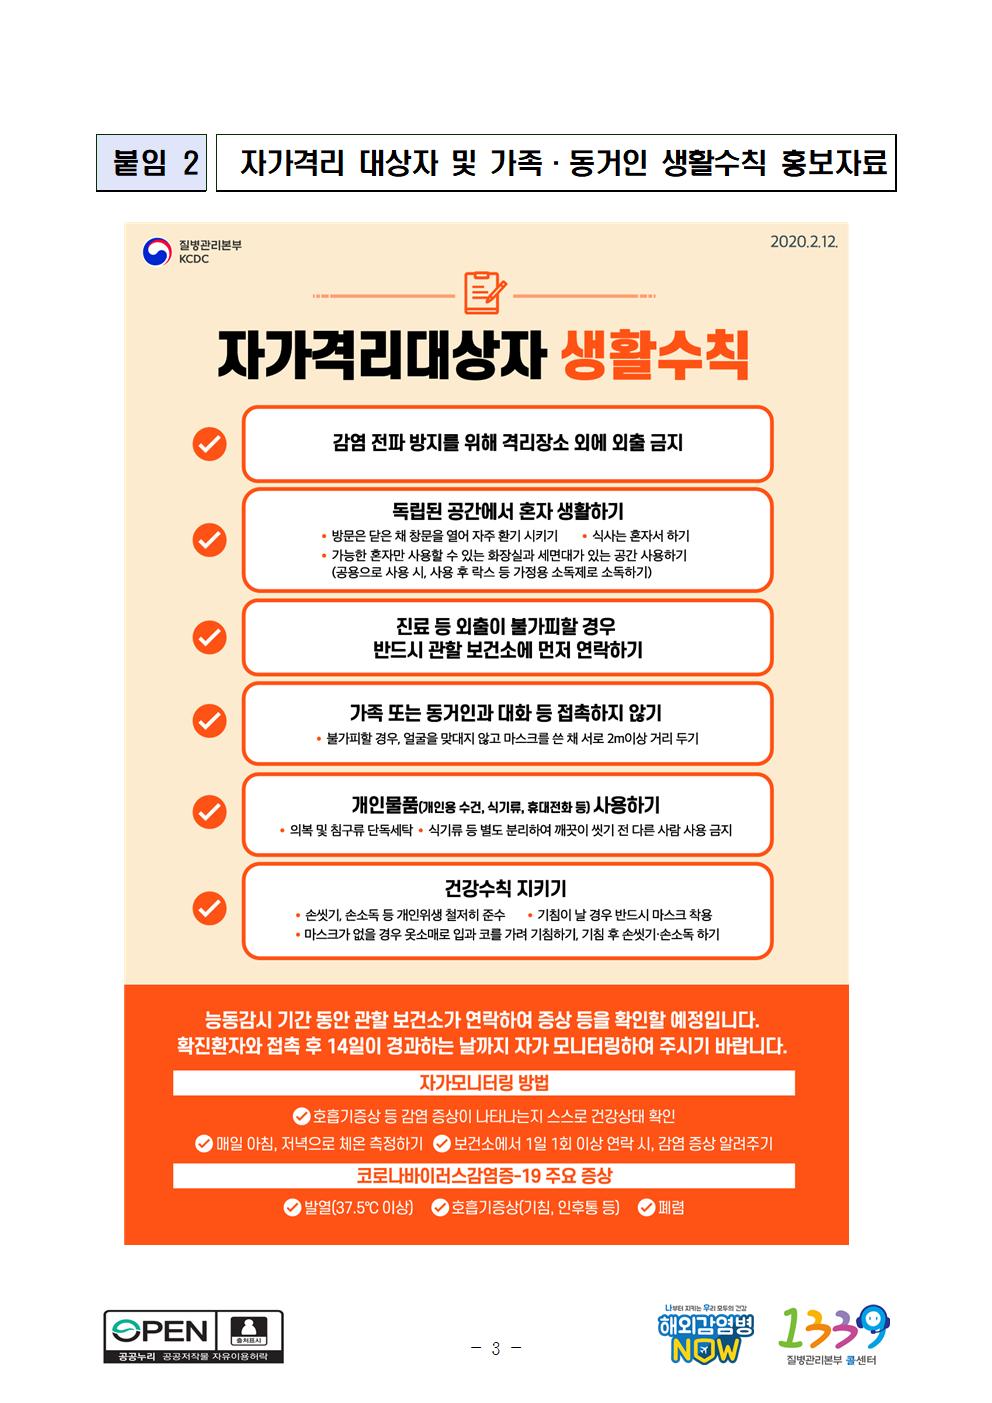 붙임 2
자가격리 대상자 및 가족·동거인 생활수칙 홍보자료
질병관리본부
KCDC
2020.2.12.
자가격리대상자 생활수칙
감염 전파 방지를 위해 격리장소 외에 외출 금지
독립된 공간에서 혼자 생활하기
• 방문은 닫은 채 창문을 열어 자주 환기 시키기 • 식사는 혼자서 하기
• 가능한 혼자만 사용할 수 있는 화장실과 세면대가 있는 공간 사용하기
(공용으로 사용 시, 사용 후 락스 등 가정용 소독제로 소독하기)
진료 등 외출이 불가피할 경우
반드시 관할 보건소에 먼저 연락하기
가족 또는 동거인과 대화 등 접촉하지 않기
• 불가피할 경우, 얼굴을 맞대지 않고 마스크를 쓴 채 서로 2m이상 거리 두기
개인물품(개인용 수건, 식기류, 휴대전화 등) 사용하기
• 의복 및 침구류 단독세탁 • 식기류 등 별도 분리하여 깨끗이 씻기 전 다른 사람 사용 금지
건강수칙 지키기
• 손씻기, 손소독 등 개인위생 철저히 준수 • 기침이 날 경우 반드시 마스크 착용
• 마스크가 없을 경우 옷소매로 입과 코를 가려 기침하기, 기침 후 손씻기·손소독 하기
능동감시 기간 동안 관할 보건소가 연락하여 증상 등을 확인할 예정입니다.
확진환자와 접촉 후 14일이 경과하는 날까지 자가 모니터링하여 주시기 바랍니다.
자가모니터링 방법
호흡기증상 등 감염 증상이 나타나는지 스스로 건강상태 확인
매일 아침, 저녁으로 체온 측정하기 보건소에서 1일 1회 이상 연락 시, 감염 증상 알려주기
코로나바이러스감염증-19 주요 증상
발열(37.5℃ 이상) 호흡기증상(기침, 인후통 등) 폐렴
OPEN
출처표시
공공누리 공공저작물 자유이용허락
- 3 -
나부터 지키는 우리 모두의 건강
해외감염병
NOW
1339
질병관리본부 콜센터